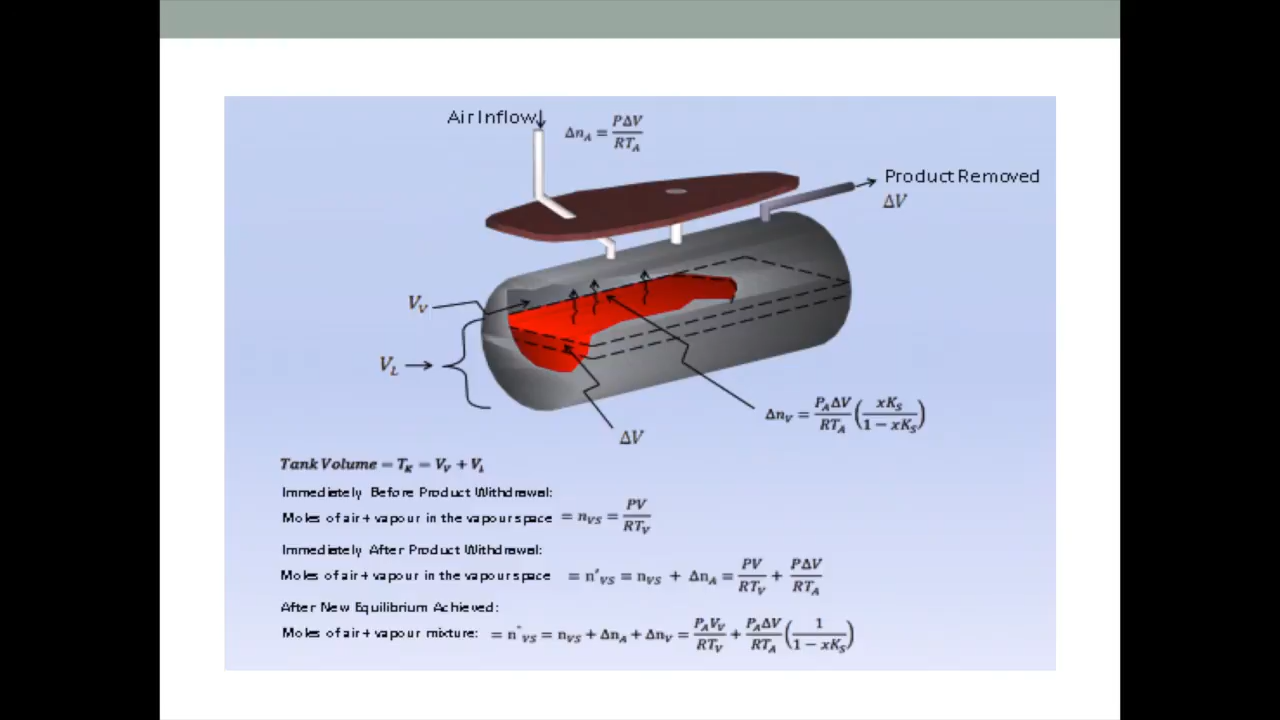 Air Inflow
Δn_A = PΔV / RT_A
Product Removed
ΔV
V_V
V_L
Δn_V = P_AΔV / RT_A (xK_S / 1 − xK_S)
ΔV
Tank Volume = T_K = V_V + V_L
Immediately Before Product Withdrawal:
Moles of air + vapour in the vapour space = n_VS = PV / RT_V
Immediately After Product Withdrawal:
Moles of air + vapour in the vapour space = n′_VS = n_VS + Δn_A = PV / RT_V + PΔV / RT_A
After New Equilibrium Achieved:
Moles of air + vapour mixture: = n″_VS = n_VS + Δn_A + Δn_V = P_AV_V / RT_V + P_AΔV / RT_A (1 / 1 − xK_S)